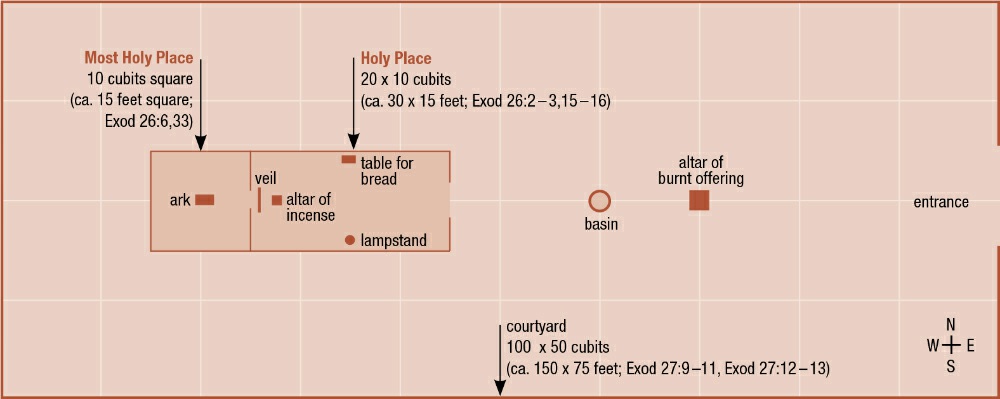 Most Holy Place
10 cubits square
(ca. 15 feet square;
Exod 26:6,33)
Holy Place
20 x 10 cubits
(ca. 30 x 15 feet; Exod 26:2–3,15–16)
ark
veil
altar of
incense
table for
bread
lampstand
basin
altar of
burnt offering
entrance
courtyard
100 x 50 cubits
(ca. 150 x 75 feet; Exod 27:9–11, Exod 27:12–13)
N
W E
S